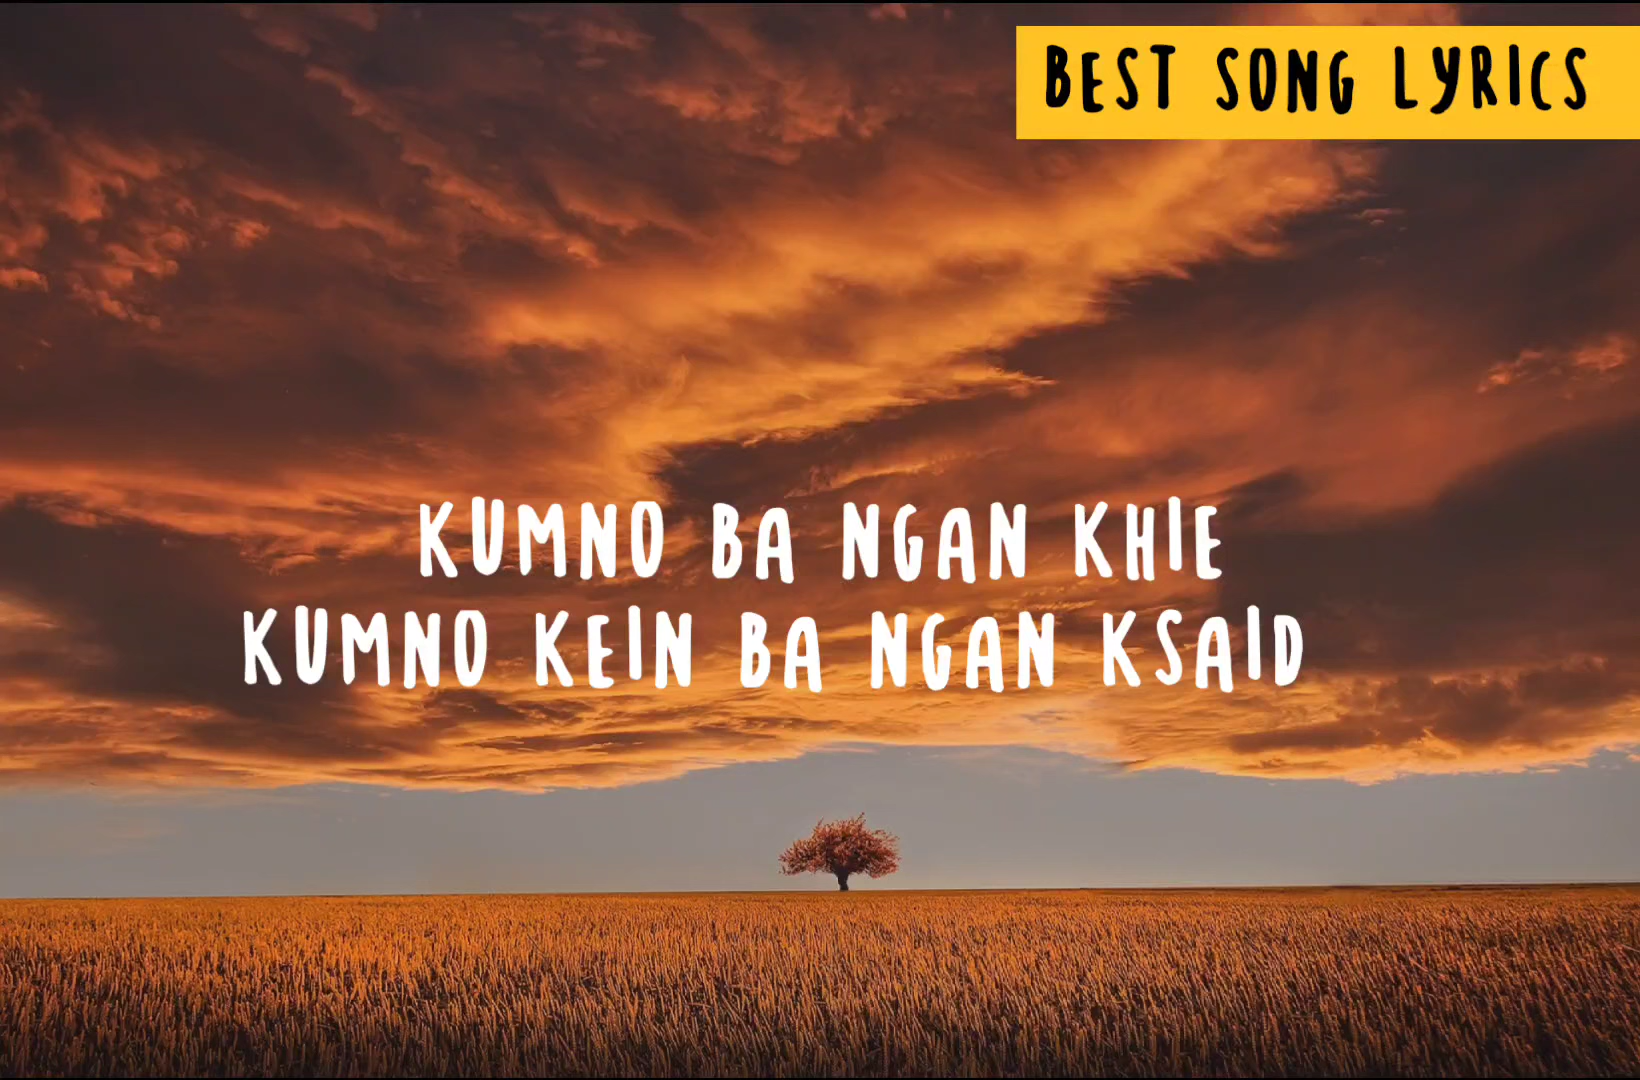 BEST SONG LYRICS
KUMNO BA NGAN KHIE
KUMNO KEIN BA NGAN KSAID